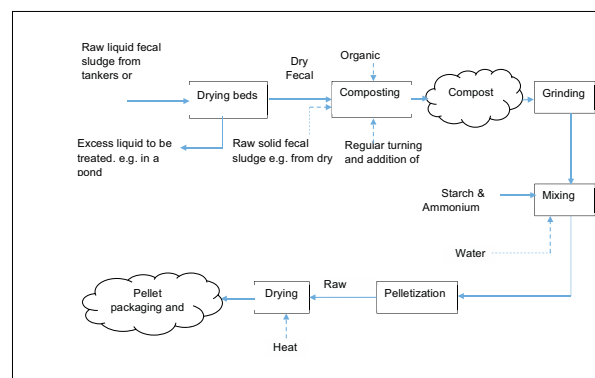 Raw liquid fecal
sludge from
tankers or
Drying beds
Excess liquid to be
treated. e.g. in a
pond
Dry
Fecal
Raw solid fecal
sludge e.g. from dry
Organic
Composting
Regular turning
and addition of
Compost
Grinding
Starch &
Ammonium
Mixing
Water
Pelletization
Raw
Drying
Heat
Pellet
packaging and